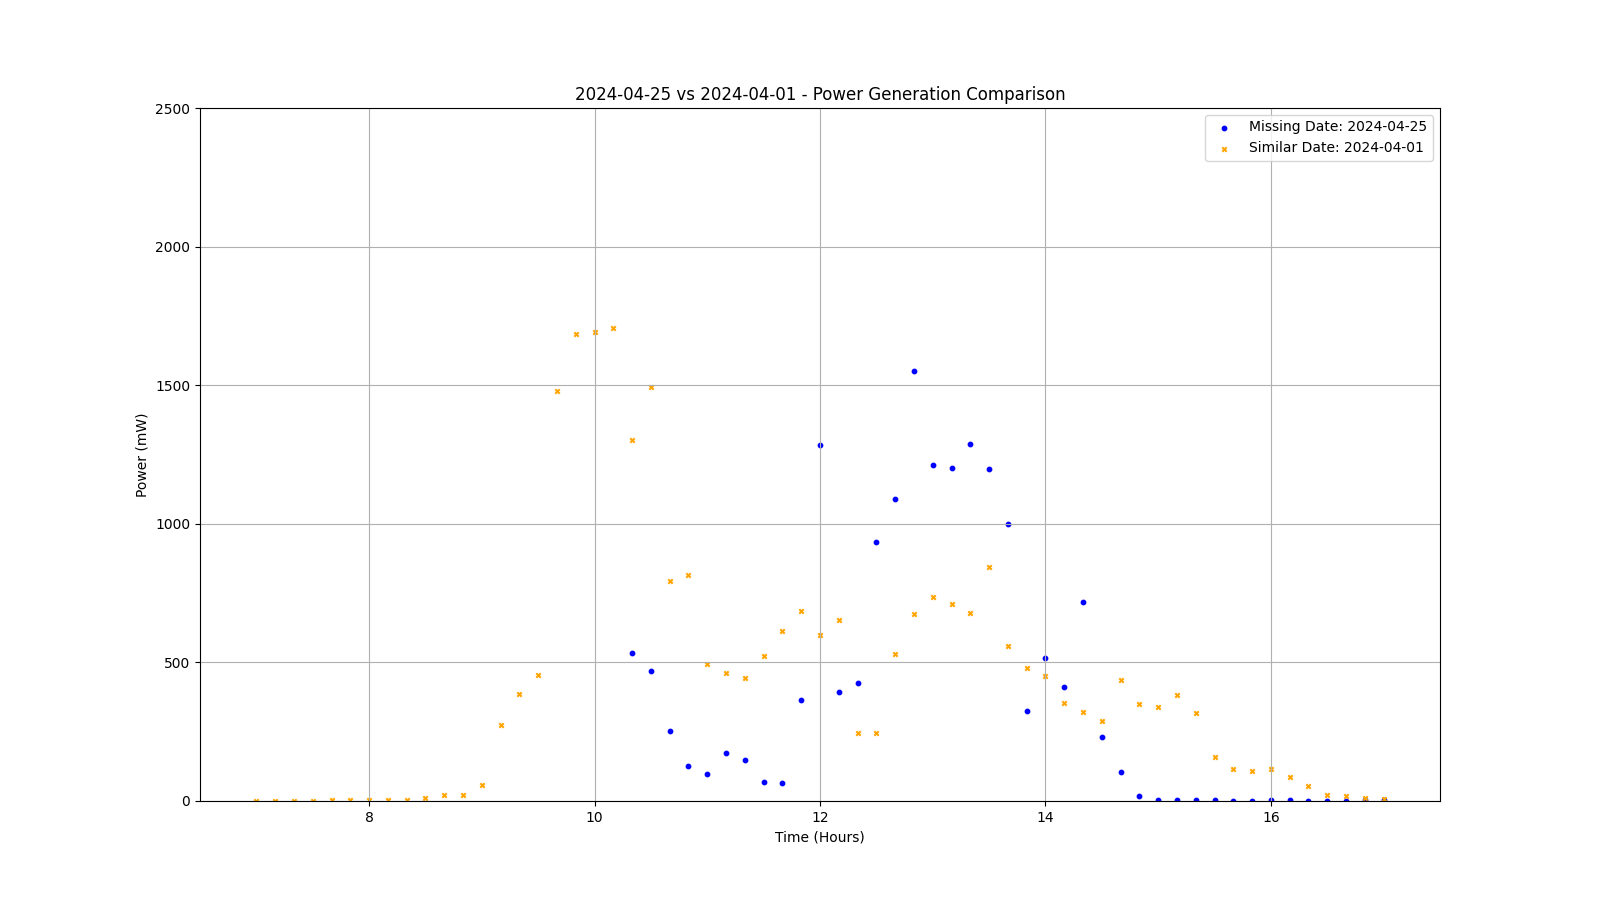 2024-04-25 vs 2024-04-01 - Power Generation Comparison
Missing Date: 2024-04-25
Similar Date: 2024-04-01
2500
2000
1500
1000
500
0
Power (mW)
8 10 12 14 16
Time (Hours)